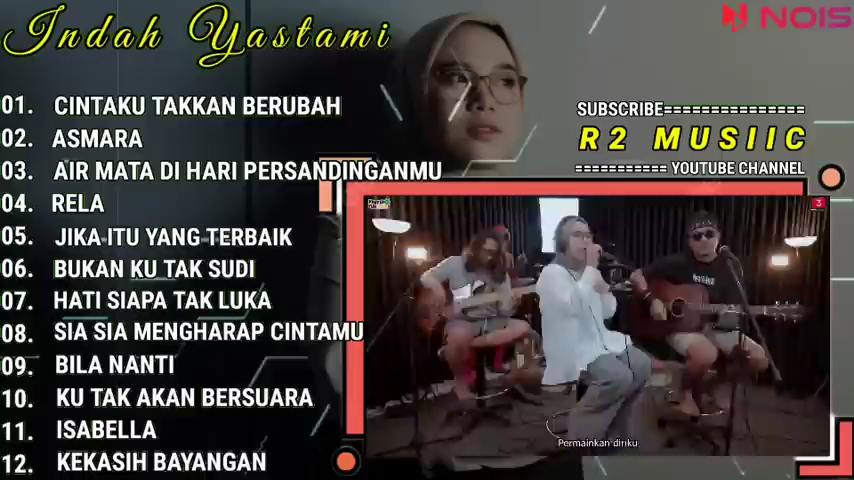 Indah Yastami
NOIS
01. CINTAKU TAKKAN BERUBAH
02. ASMARA
03. AIR MATA DI HARI PERSANDINGANMU
04. RELA
05. JIKA ITU YANG TERBAIK
06. BUKAN KU TAK SUDI
07. HATI SIAPA TAK LUKA
08. SIA SIA MENGHARAP CINTAMU
09. BILA NANTI
10. KU TAK AKAN BERSUARA
11. ISABELLA
12. KEKASIH BAYANGAN
SUBSCRIBE===============
R2 MUSIIC
=========== YOUTUBE CHANNEL
3
Permainkan diriku